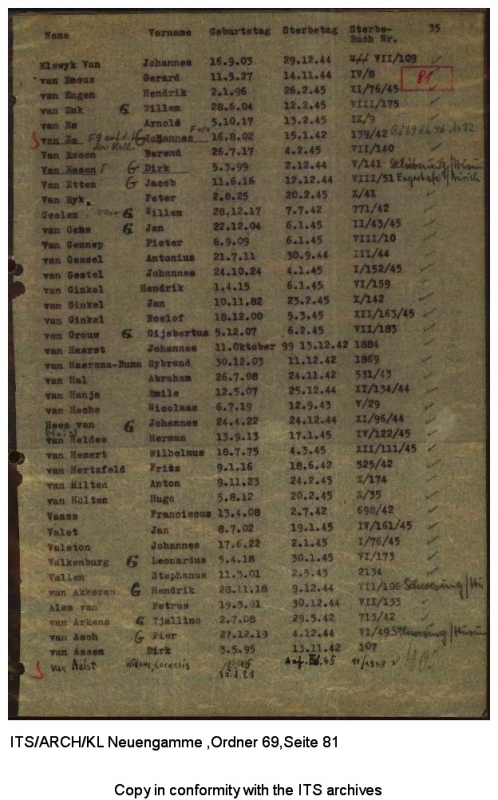 Name Vorname Geburtstag Sterbetag Sterbe-Buch Nr. 35
Klewyk Van Johannes 16.9.03 29.12.44 VII/109
van Emous Gerard 11.5.27 14.11.44 IV/8 81
van Eugen Hendrik 2.1.96 26.2.45 XI/76/45
van Enk G Willem 28.6.04 12.2.45 VIII/175
van Es Arnold 5.10.17 13.2.45 IX/9
van Es G Johannes 16.8.02 15.1.42 139/42
Van Essen Barend 26.7.17 4.2.45 VII/140
Van Essen G Dirk 5.3.99 2.12.44 V/141
Van Etten G Jacob 11.6.16 12.12.44 VIII/51
Van Eyk Peter 2.8.25 20.2.45 X/41
Geelen G Willem 28.12.17 7.7.42 771/42
van Gehs G Jan 22.12.04 6.1.45 II/43/45
Van Gennep Pieter 6.9.09 6.1.45 VIII/10
van Gessel Antonius 21.7.11 30.9.44 III/44
van Gestel Johannes 24.10.24 4.1.45 I/152/45
van Ginkel Hendrik 1.4.15 6.1.45 VI/159
van Ginkel Jan 10.11.82 23.2.45 X/142
van Ginkel Roelof 18.12.00 5.3.45 XII/163/45
van Grouw G Gijsbertus 5.12.07 6.2.45 VII/183
van Haarst Johannes 11.Oktober 99 13.12.42 1884
van Haersma-Buma Sybrand 30.12.03 11.12.42 1869
van Hal Abraham 26.7.08 24.11.42 531/43
van Hanja Emile 12.5.07 25.12.44 XI/134/44
van Heche Nicolaas 6.7.19 12.9.43 V/29
Heen van G Johannes 24.4.22 24.12.44 XI/96/44
van Heldes Herman 13.9.13 17.1.45 IV/122/45
van Hemert Wilhelmus 18.7.75 4.3.45 XII/111/45
van Hertzfeld Fritz 9.1.16 18.6.42 525/42
van Hilten Anton 9.11.23 24.2.45 X/174
van Holten Hugo 5.8.12 20.2.45 X/35
Vaass Franciscus 13.4.08 2.7.42 698/42
Valet Jan 8.7.02 19.1.45 IV/161/45
Valeton Johannes 17.6.22 2.1.45 I/76/45
Valkenburg G Leonardus 5.4.18 30.1.45 VI/173
Vallen Stephanus 11.3.01 2.5.43 2134
van Akkeren G Hendrik 28.11.18 9.12.44 VII/106
Alem van Petrus 19.3.01 30.12.44 VII/133
van Arkens G Tjallino 2.7.08 29.5.42 713/42
van Asch G Pier 27.12.19 4.12.44 VI/49
van Assem Dirk 3.5.95 13.11.42 107
van Aelst Willem, Cornelis
ITS/ARCH/KL Neuengamme ,Ordner 69,Seite 81
Copy in conformity with the ITS archives